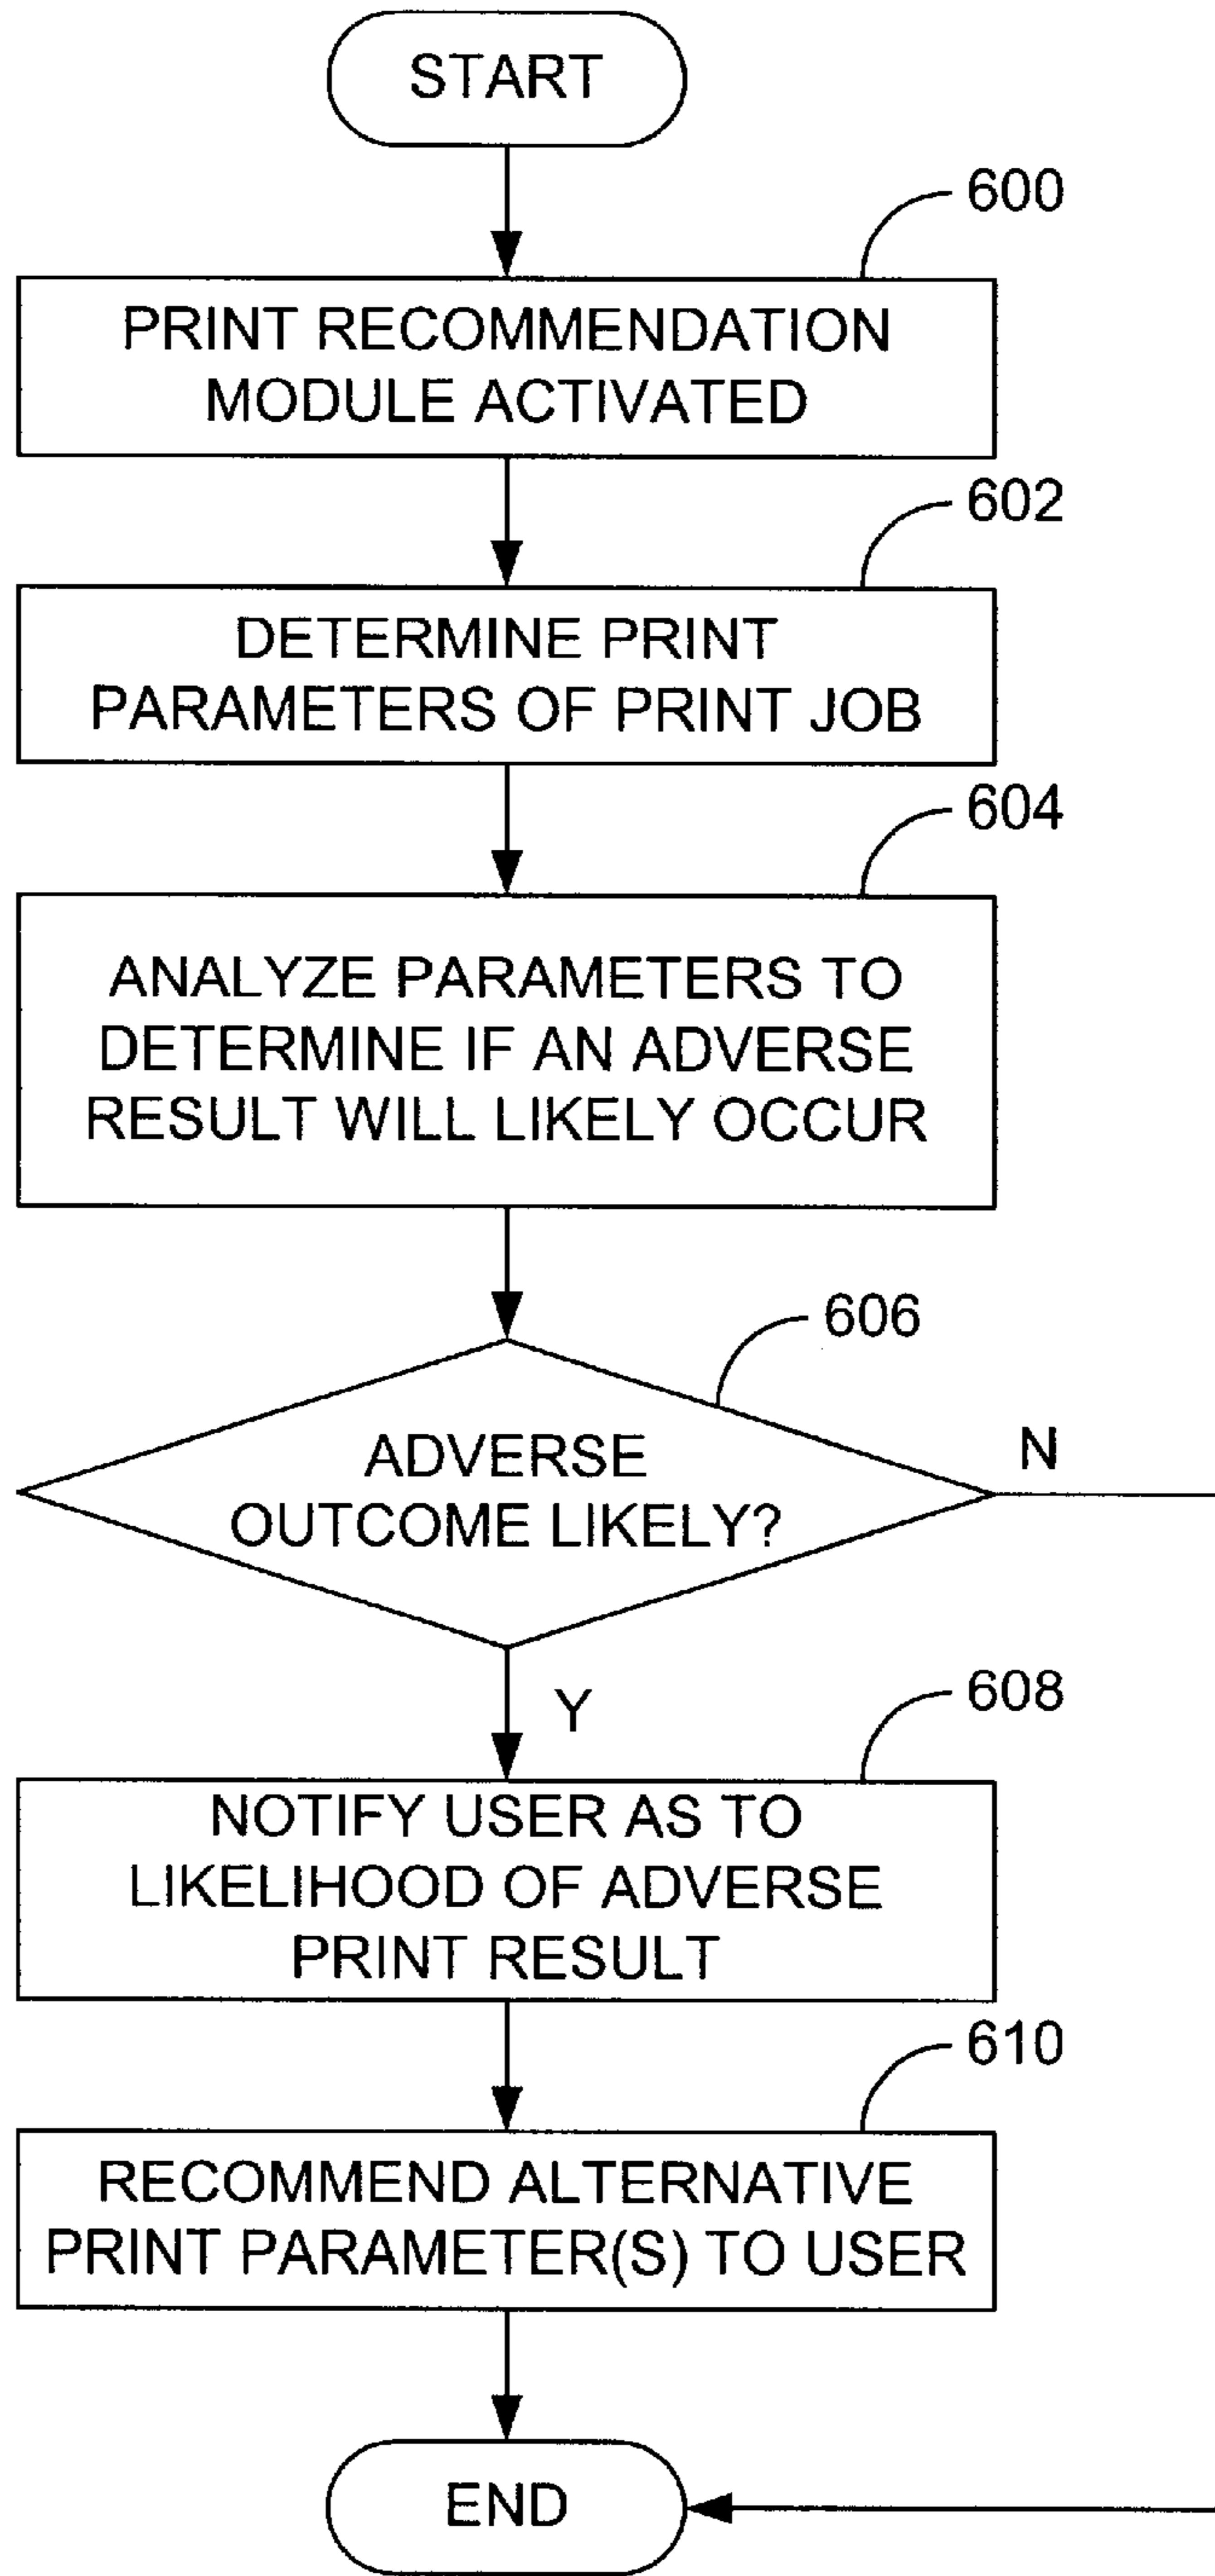 START
600
PRINT RECOMMENDATION
MODULE ACTIVATED
602
DETERMINE PRINT
PARAMETERS OF PRINT JOB
604
ANALYZE PARAMETERS TO
DETERMINE IF AN ADVERSE
RESULT WILL LIKELY OCCUR
606
ADVERSE
OUTCOME LIKELY?
N
Y
608
NOTIFY USER AS TO
LIKELIHOOD OF ADVERSE
PRINT RESULT
610
RECOMMEND ALTERNATIVE
PRINT PARAMETER(S) TO USER
END